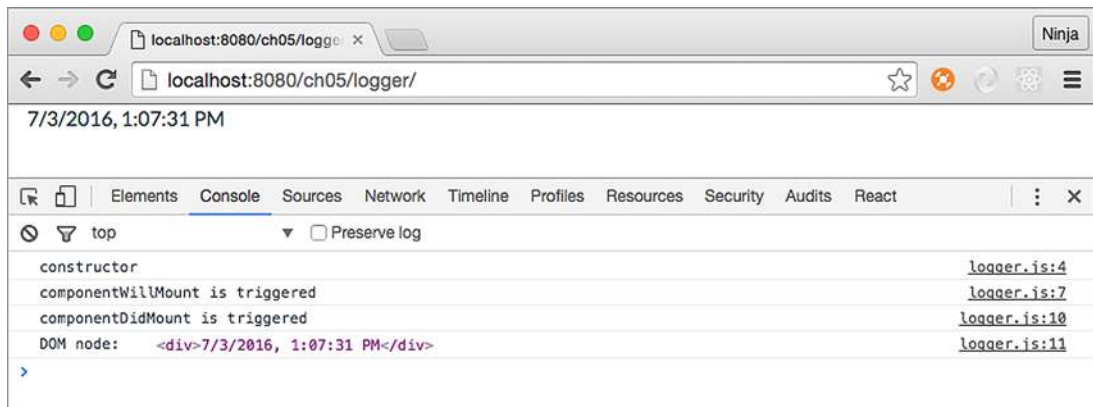 localhost:8080/ch05/logge
Ninja
localhost:8080/ch05/logger/
7/3/2016, 1:07:31 PM
Elements Console Sources Network Timeline Profiles Resources Security Audits React
top Preserve log
constructor logger.js:4
componentWillMount is triggered logger.js:7
componentDidMount is triggered logger.js:10
DOM node: <div>7/3/2016, 1:07:31 PM</div> logger.js:11